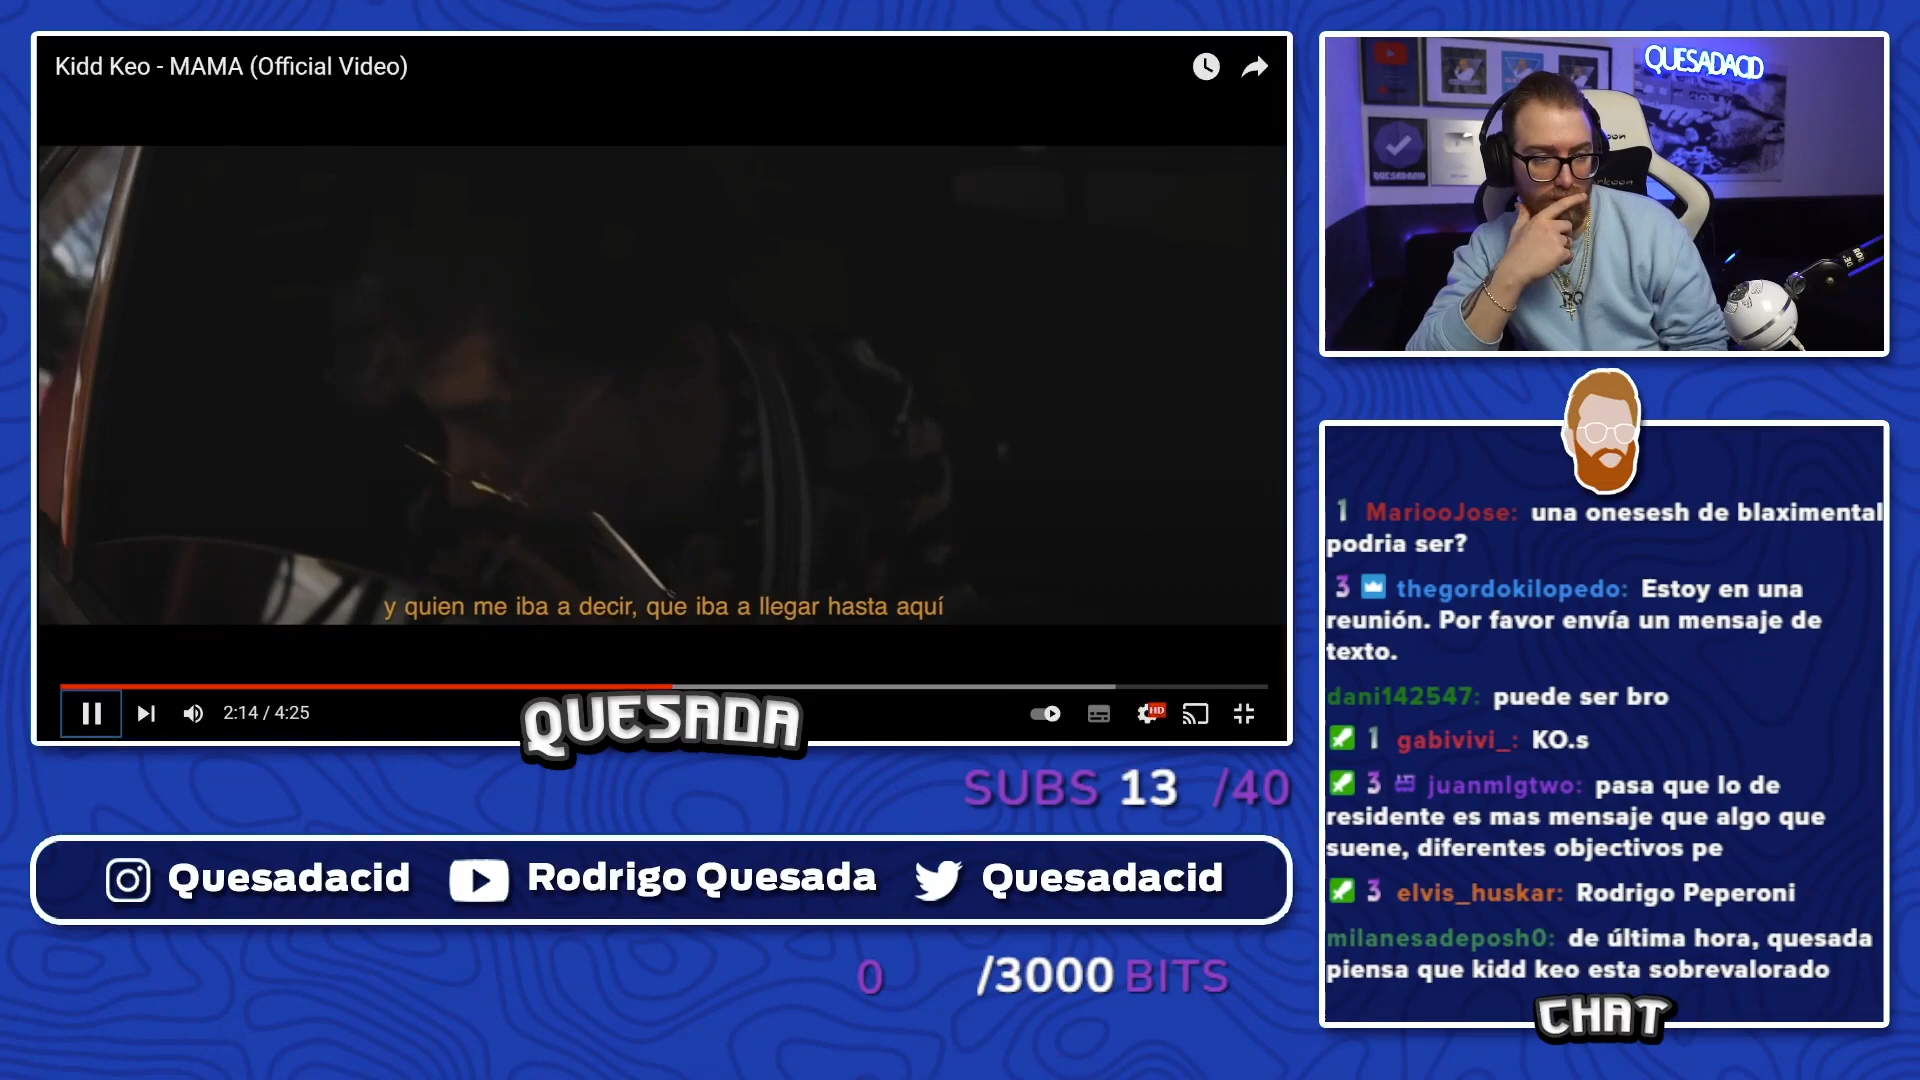 Kidd Keo - MAMA (Official Video)
y quien me iba a decir, que iba a llegar hasta aquí
2:14 / 4:25
HD
QUESADA
SUBS 13 /40
Quesadacid
Rodrigo Quesada
Quesadacid
0 /3000 BITS
QUESADACID
QUESADACID
1 MariooJose: una onesesh de blaximental
podria ser?
3 thegordokilopedo: Estoy en una
reunión. Por favor envía un mensaje de
texto.
dani142547: puede ser bro
1 gabivivi_: KO.s
3 juanmlgtwo: pasa que lo de
residente es mas mensaje que algo que
suene, diferentes objectivos pe
3 elvis_huskar: Rodrigo Peperoni
milanesadeposh0: de última hora, quesada
piensa que kidd keo esta sobrevalorado
CHAT